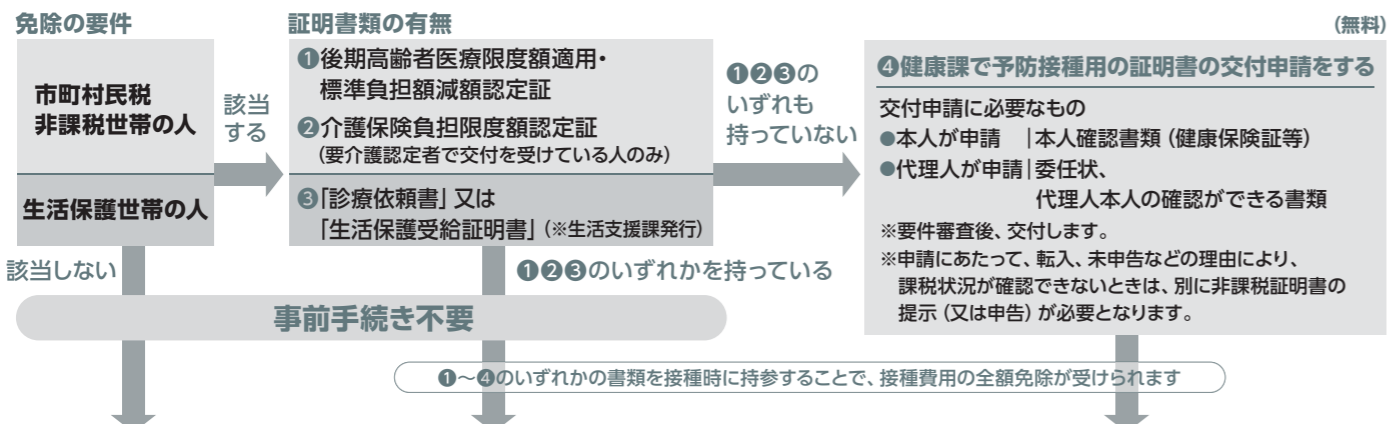 免除の要件
市町村民税
非課税世帯の人
生活保護世帯の人
該当
する
該当しない
証明書類の有無
❶後期高齢者医療限度額適用・
標準負担額減額認定証
❷介護保険負担限度額認定証
(要介護認定者で交付を受けている人のみ)
❸「診療依頼書」又は
「生活保護受給証明書」(※生活支援課発行)
❶❷❸の
いずれも
持っていない
❶❷❸のいずれかを持っている
事前手続き不要
(無料)
❹健康課で予防接種用の証明書の交付申請をする
交付申請に必要なもの
●本人が申請 |本人確認書類(健康保険証等)
●代理人が申請|委任状、
代理人本人の確認ができる書類
※要件審査後、交付します。
※申請にあたって、転入、未申告などの理由により、
課税状況が確認できないときは、別に非課税証明書の
提示(又は申告)が必要となります。
❶～❹のいずれかの書類を接種時に持参することで、接種費用の全額免除が受けられます